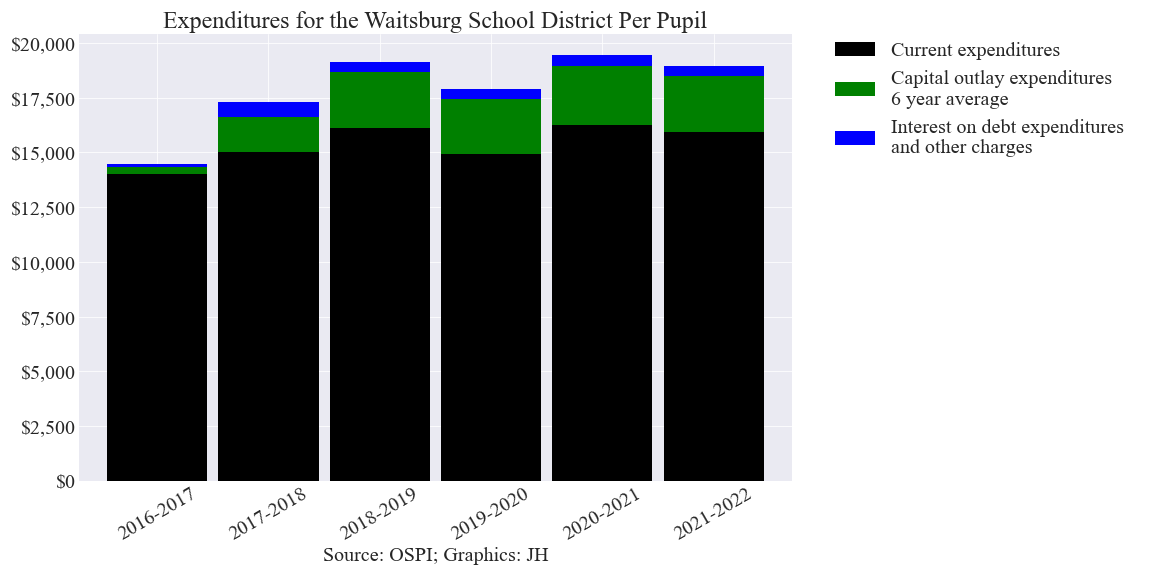 Expenditures for the Waitsburg School District Per Pupil
$20,000
$17,500
$15,000
$12,500
$10,000
$7,500
$5,000
$2,500
$0
2016-2017
2017-2018
2018-2019
2019-2020
2020-2021
2021-2022
Source: OSPI; Graphics: JH
Current expenditures
Capital outlay expenditures
6 year average
Interest on debt expenditures
and other charges